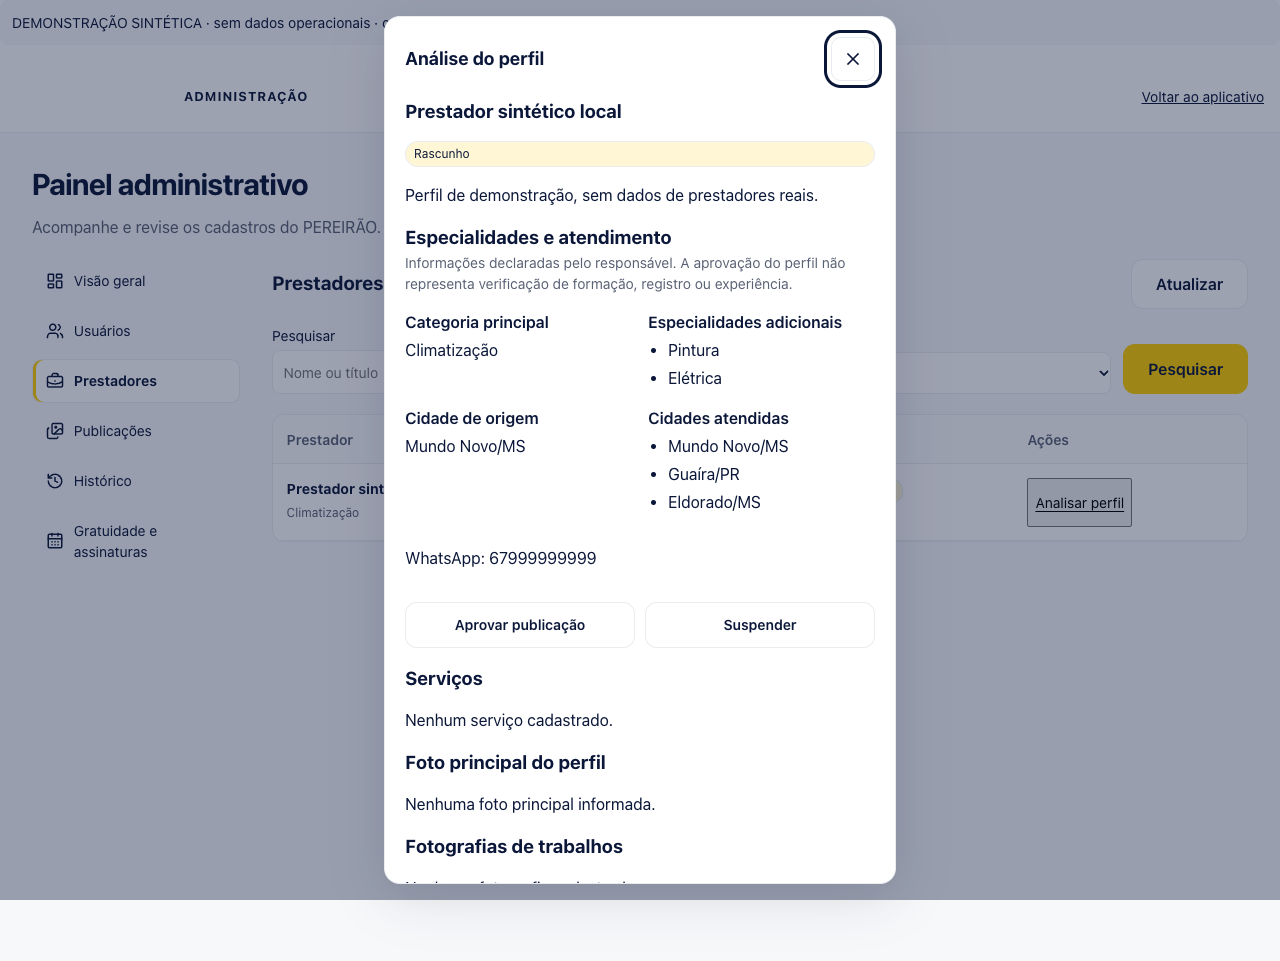 DEMONSTRAÇÃO SINTÉTICA · sem dados operacionais ·
ADMINISTRAÇÃO
Voltar ao aplicativo
Painel administrativo
Acompanhe e revise os cadastros do PEREIRÃO.
Visão geral
Usuários
Prestadores
Publicações
Histórico
Gratuidade e
assinaturas
Prestadores
Atualizar
Pesquisar
Nome ou título
Pesquisar
Prestador
Ações
Prestador sint
Climatização
Analisar perfil
Análise do perfil
Prestador sintético local
Rascunho
Perfil de demonstração, sem dados de prestadores reais.
Especialidades e atendimento
Informações declaradas pelo responsável. A aprovação do perfil não
representa verificação de formação, registro ou experiência.
Categoria principal
Climatização
Especialidades adicionais
• Pintura
• Elétrica
Cidade de origem
Mundo Novo/MS
Cidades atendidas
• Mundo Novo/MS
• Guaíra/PR
• Eldorado/MS
WhatsApp: 67999999999
Aprovar publicação
Suspender
Serviços
Nenhum serviço cadastrado.
Foto principal do perfil
Nenhuma foto principal informada.
Fotografias de trabalhos